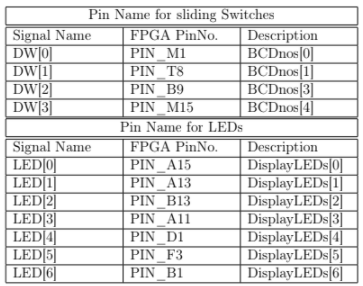 Pin Name for sliding Switches
Signal Name FPGA PinNo. Description
DW[0] PIN_M1 BCDnos[0]
DW[1] PIN_T8 BCDnos[1]
DW[2] PIN_B9 BCDnos[3]
DW[3] PIN_M15 BCDnos[4]
Pin Name for LEDs
Signal Name FPGA PinNo. Description
LED[0] PIN_A15 DisplayLEDs[0]
LED[1] PIN_A13 DisplayLEDs[1]
LED[2] PIN_B13 DisplayLEDs[2]
LED[3] PIN_A11 DisplayLEDs[3]
LED[4] PIN_D1 DisplayLEDs[4]
LED[5] PIN_F3 DisplayLEDs[5]
LED[6] PIN_B1 DisplayLEDs[6]